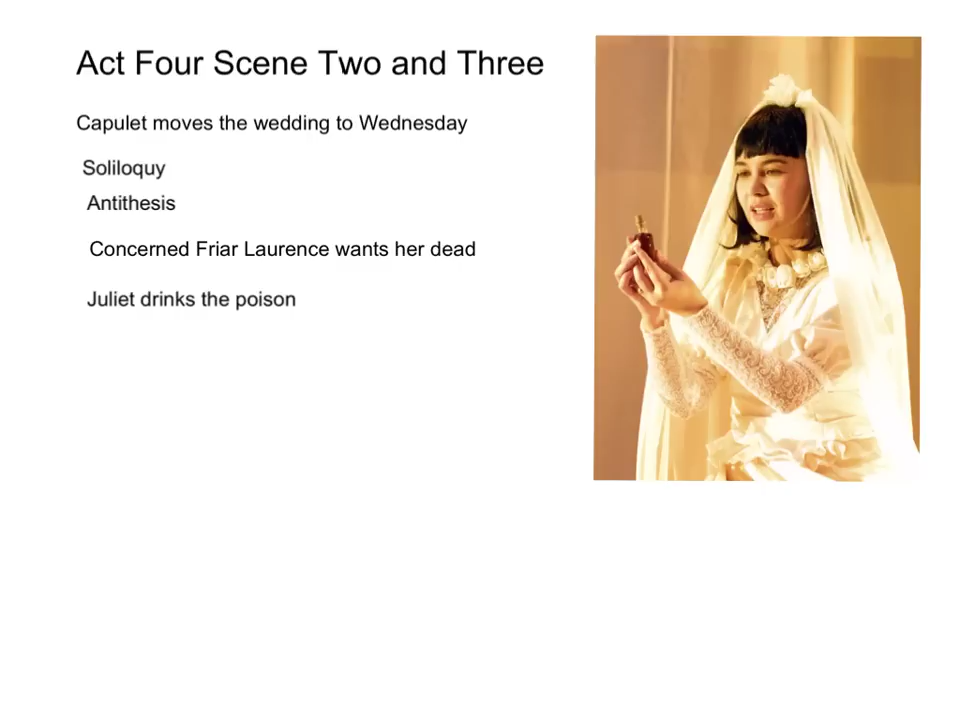 Act Four Scene Two and Three
Capulet moves the wedding to Wednesday
Soliloquy
Antithesis
Concerned Friar Laurence wants her dead
Juliet drinks the poison